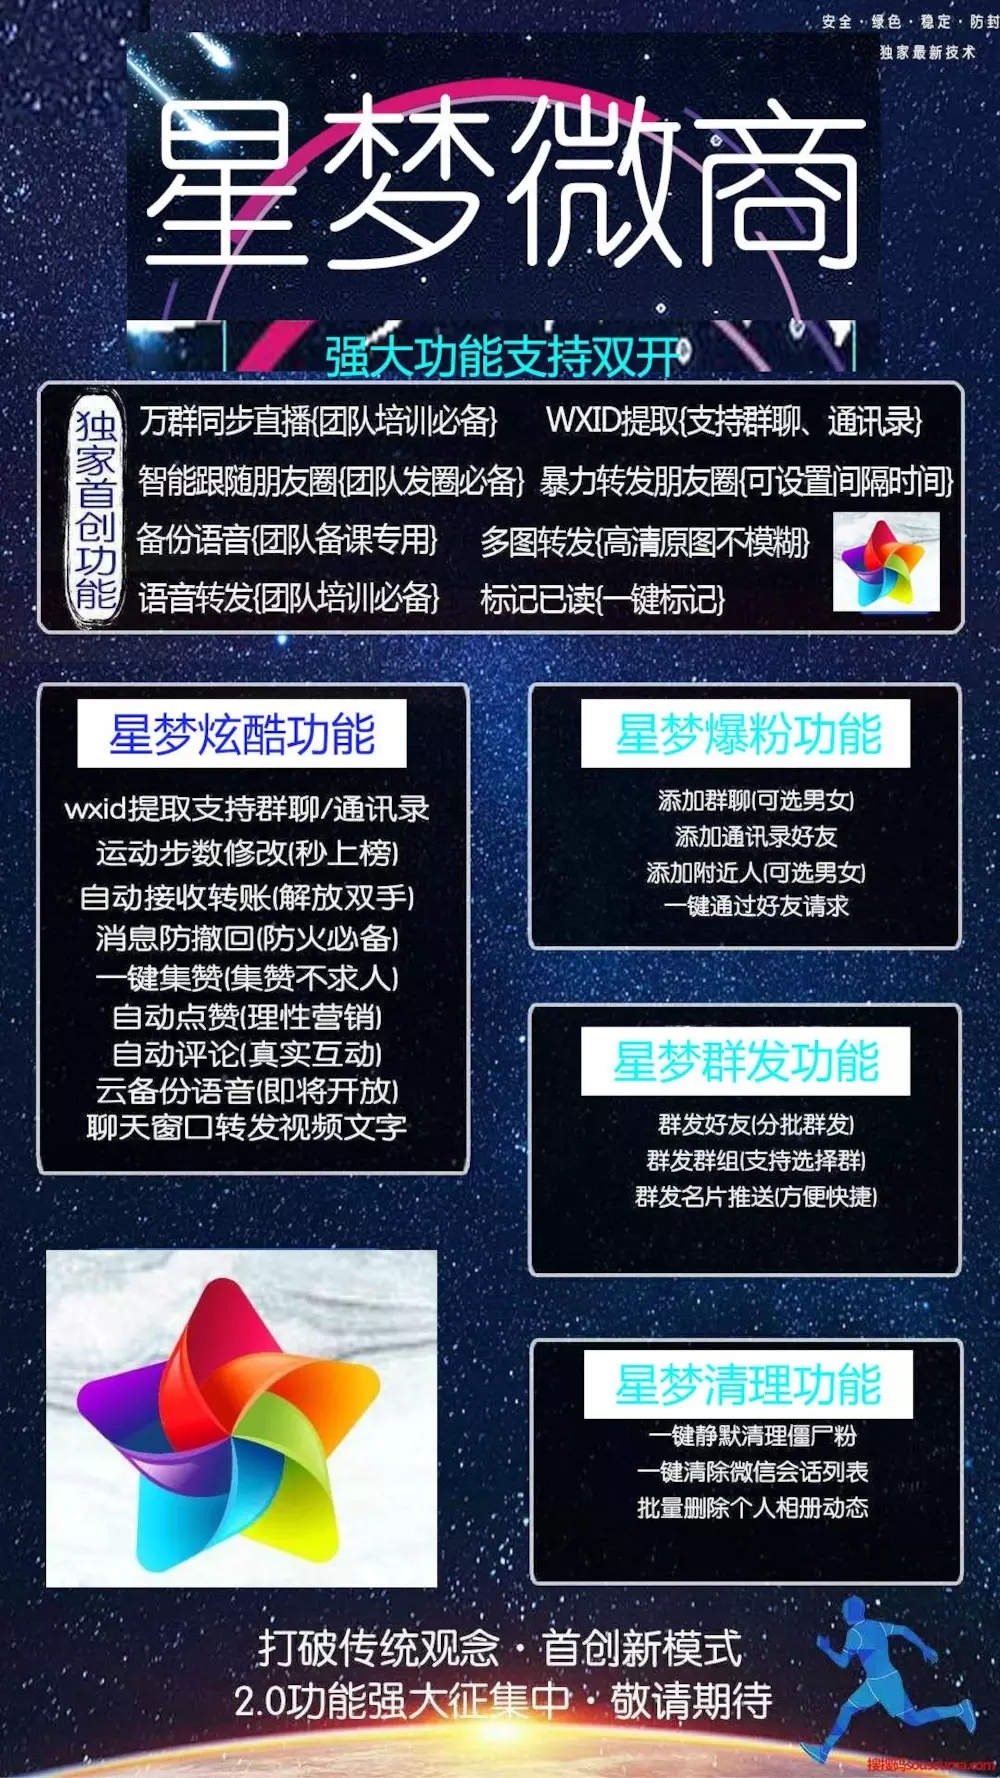 安全·绿色·稳定·防封
独家最新技术
星梦微商
强大功能支持双开
独家首创功能
万群同步直播{团队培训必备} WXID提取{支持群聊、通讯录}
智能跟随朋友圈{团队发圈必备} 暴力转发朋友圈{可设置间隔时间}
备份语音{团队备课专用} 多图转发{高清原图不模糊}
语音转发{团队培训必备} 标记已读{一键标记}
星梦炫酷功能
wxid提取支持群聊/通讯录
运动步数修改(秒上榜)
自动接收转账(解放双手)
消息防撤回(防火必备)
一键集赞(集赞不求人)
自动点赞(理性营销)
自动评论(真实互动)
云备份语音(即将开放)
聊天窗口转发视频文字
星梦爆粉功能
添加群聊(可选男女)
添加通讯录好友
添加附近人(可选男女)
一键通过好友请求
星梦群发功能
群发好友(分批群发)
群发群组(支持选择群)
群发名片推送(方便快捷)
星梦清理功能
一键静默清理僵尸粉
一键清除微信会话列表
批量删除个人相册动态
打破传统观念·首创新模式
2.0功能强大征集中·敬请期待